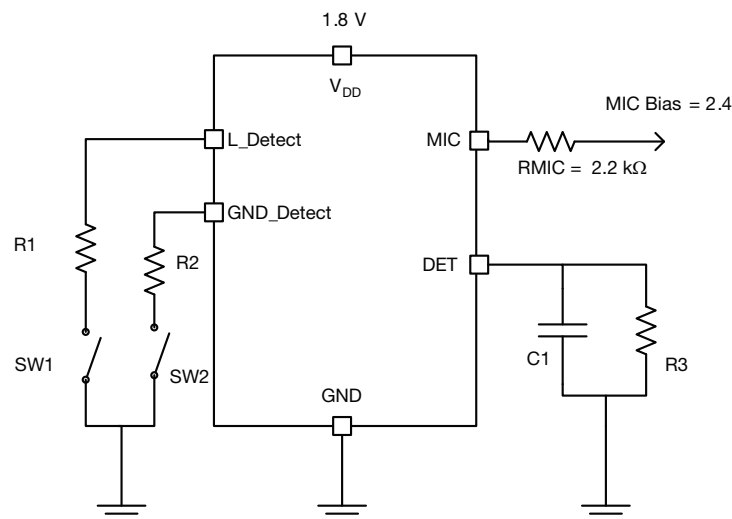 1.8 V
V_DD
MIC Bias = 2.4
L_Detect
MIC
RMIC = 2.2 kΩ
GND_Detect
R1
R2
DET
SW1
SW2
C1
R3
GND